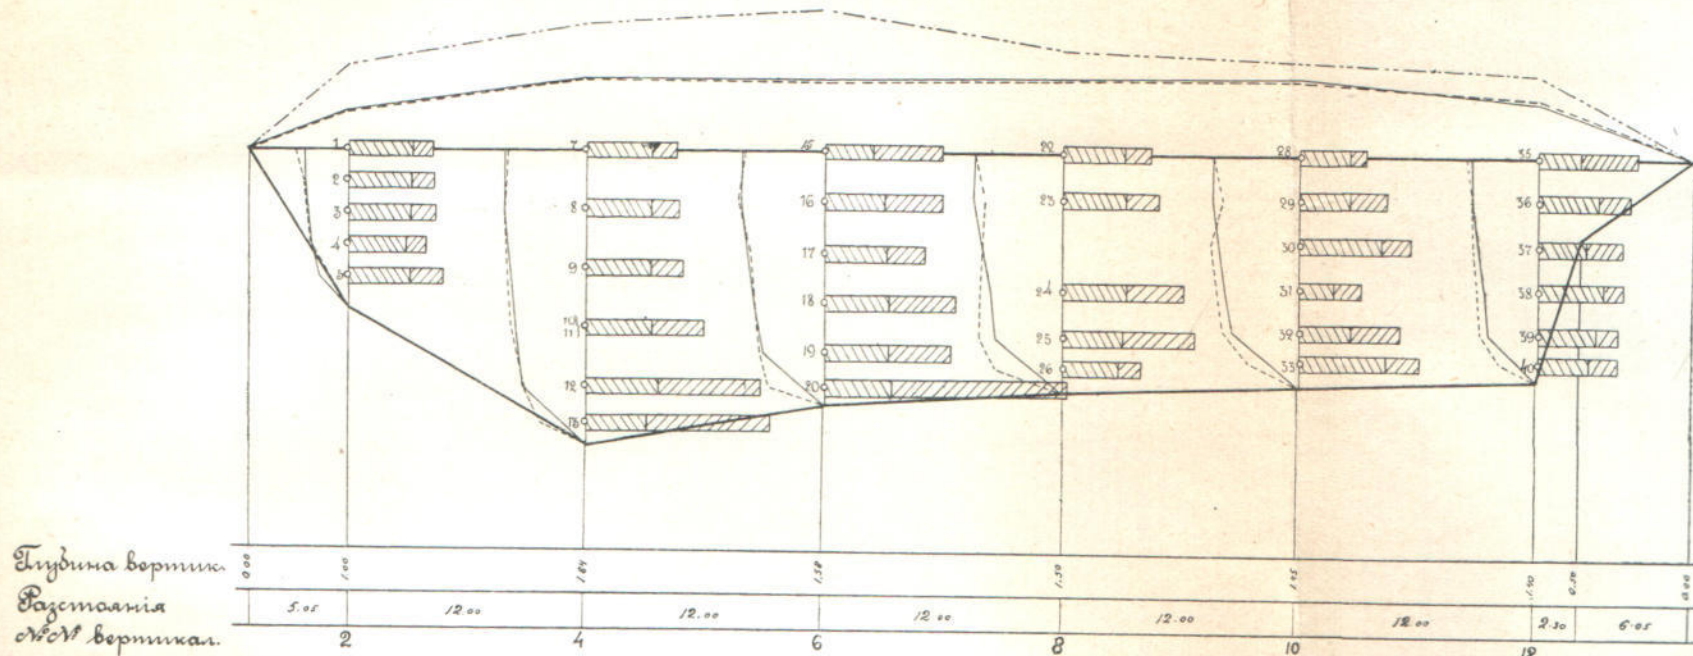 1 7 15 22 28 35
2 8 16 23 29 36
3 9 17 24 30 37
4 10 18 25 31 38
5 11 19 26 32 39
12 20 33 40
13
Глубина вертик. 0.00 1.00 1.84 1.58 1.50 1.45 1.40 0.50 0.00
Разстоянія 5.05 12.00 12.00 12.00 12.00 12.00 2.30 6.05
№№ вертикал. 2 4 6 8 10 12